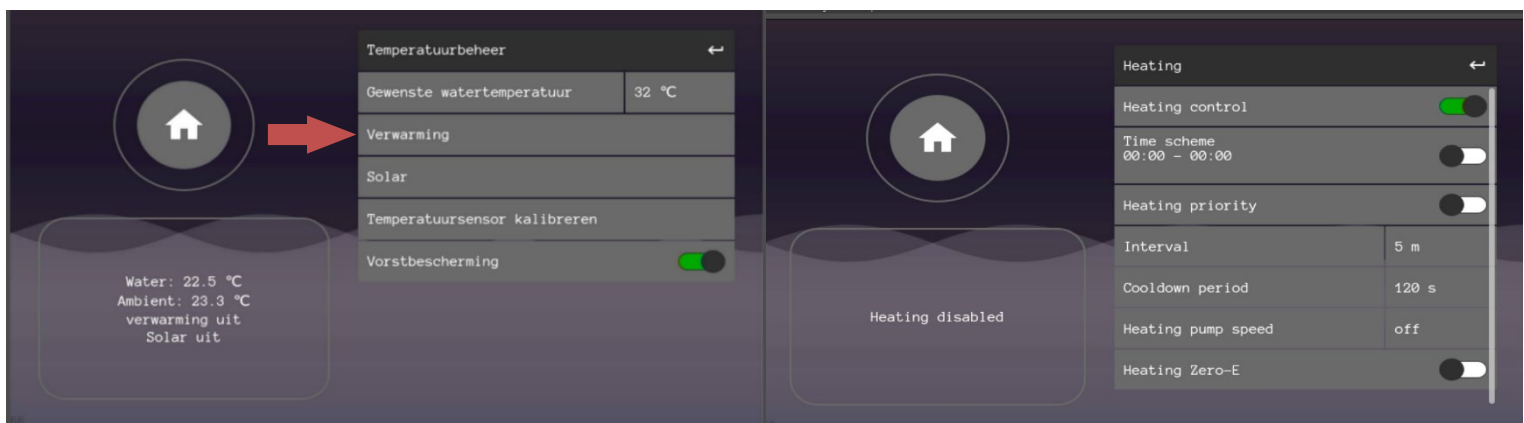 Temperatuurbeheer
Gewenste watertemperatuur 32 °C
Verwarming
Solar
Temperatuursensor kalibreren
Vorstbescherming
Water: 22.5 °C
Ambient: 23.3 °C
verwarming uit
Solar uit
Heating
Heating control
Time scheme
00:00 - 00:00
Heating priority
Interval 5 m
Cooldown period 120 s
Heating pump speed off
Heating Zero-E
Heating disabled